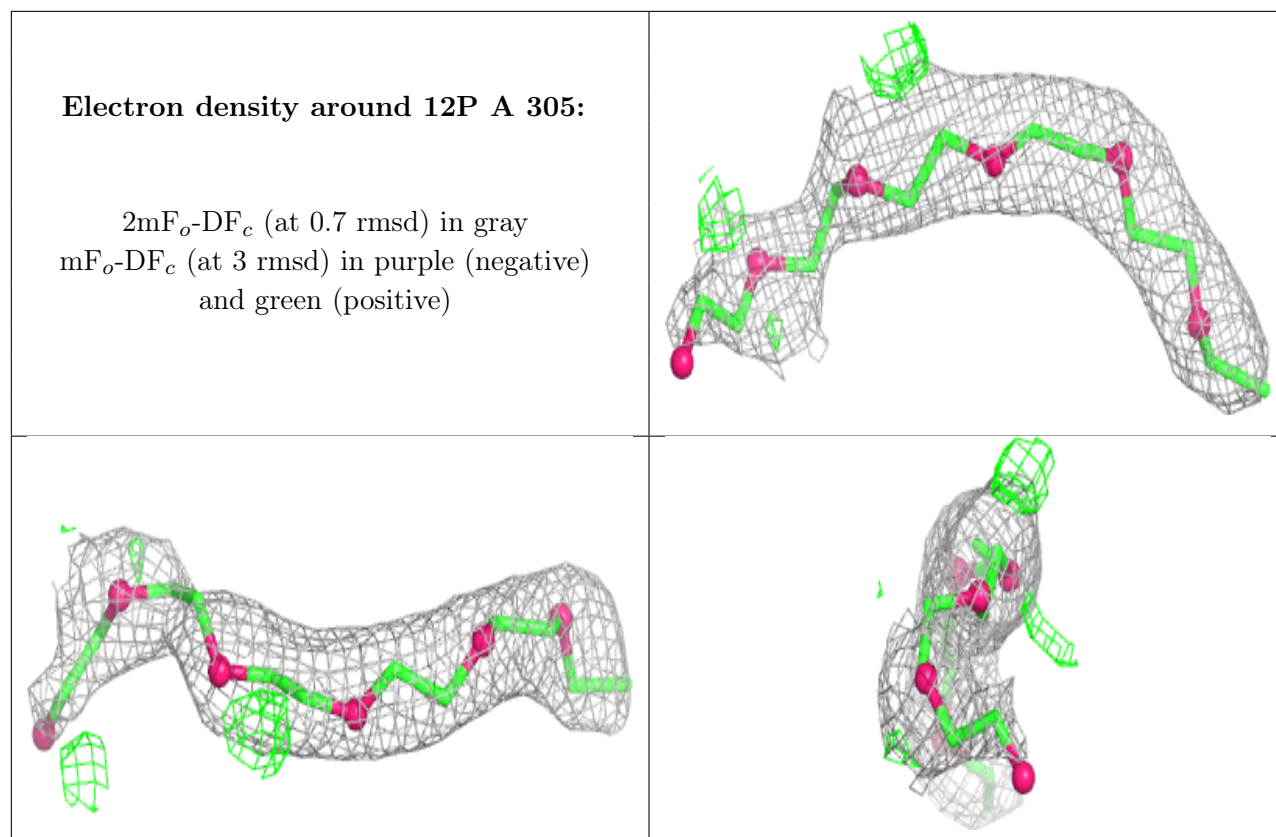 Electron density around 12P A 305:
2mFo-DFc (at 0.7 rmsd) in gray
mFo-DFc (at 3 rmsd) in purple (negative)
and green (positive)